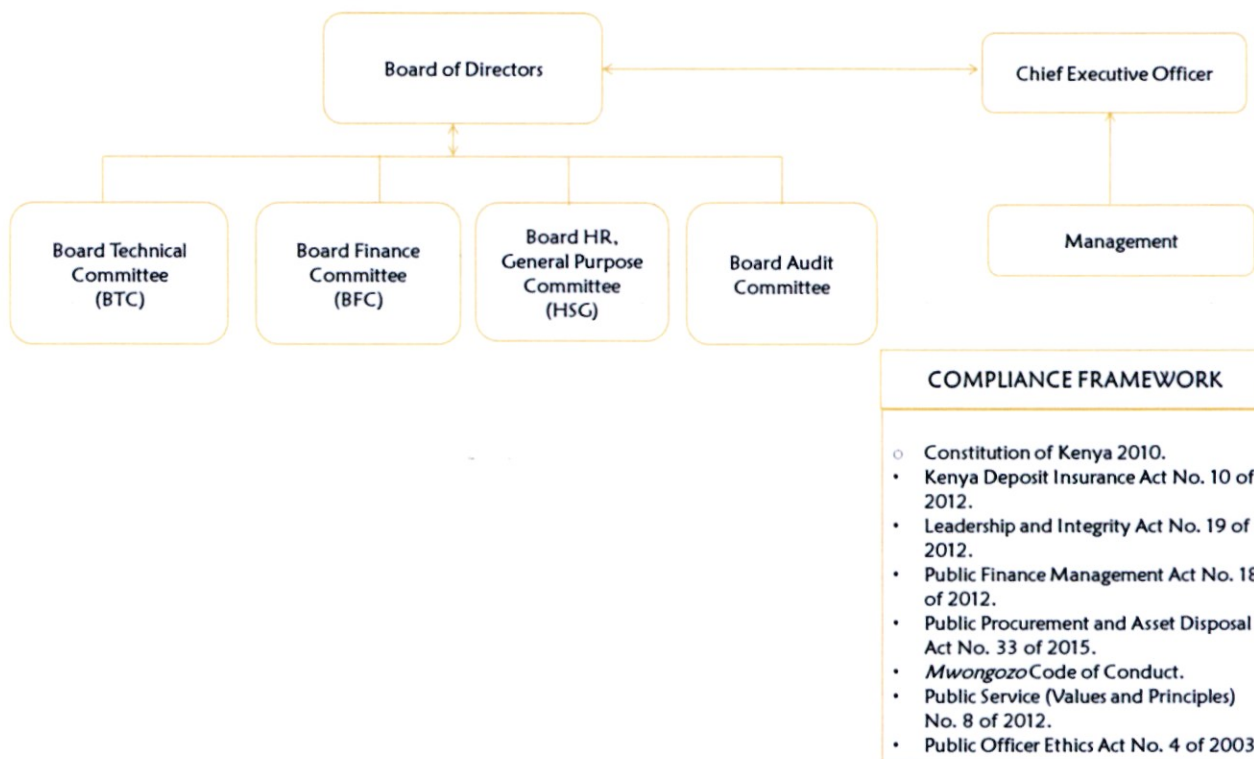 Board of Directors
Chief Executive Officer
Board Technical
Committee
(BTC)
Board Finance
Committee
(BFC)
Board HR,
General Purpose
Committee
(HSG)
Board Audit
Committee
Management
COMPLIANCE FRAMEWORK
○ Constitution of Kenya 2010.
• Kenya Deposit Insurance Act No. 10 of
2012.
• Leadership and Integrity Act No. 19 of
2012.
• Public Finance Management Act No. 18
of 2012.
• Public Procurement and Asset Disposal
Act No. 33 of 2015.
• Mwongozo Code of Conduct.
• Public Service (Values and Principles)
No. 8 of 2012.
• Public Officer Ethics Act No. 4 of 2003